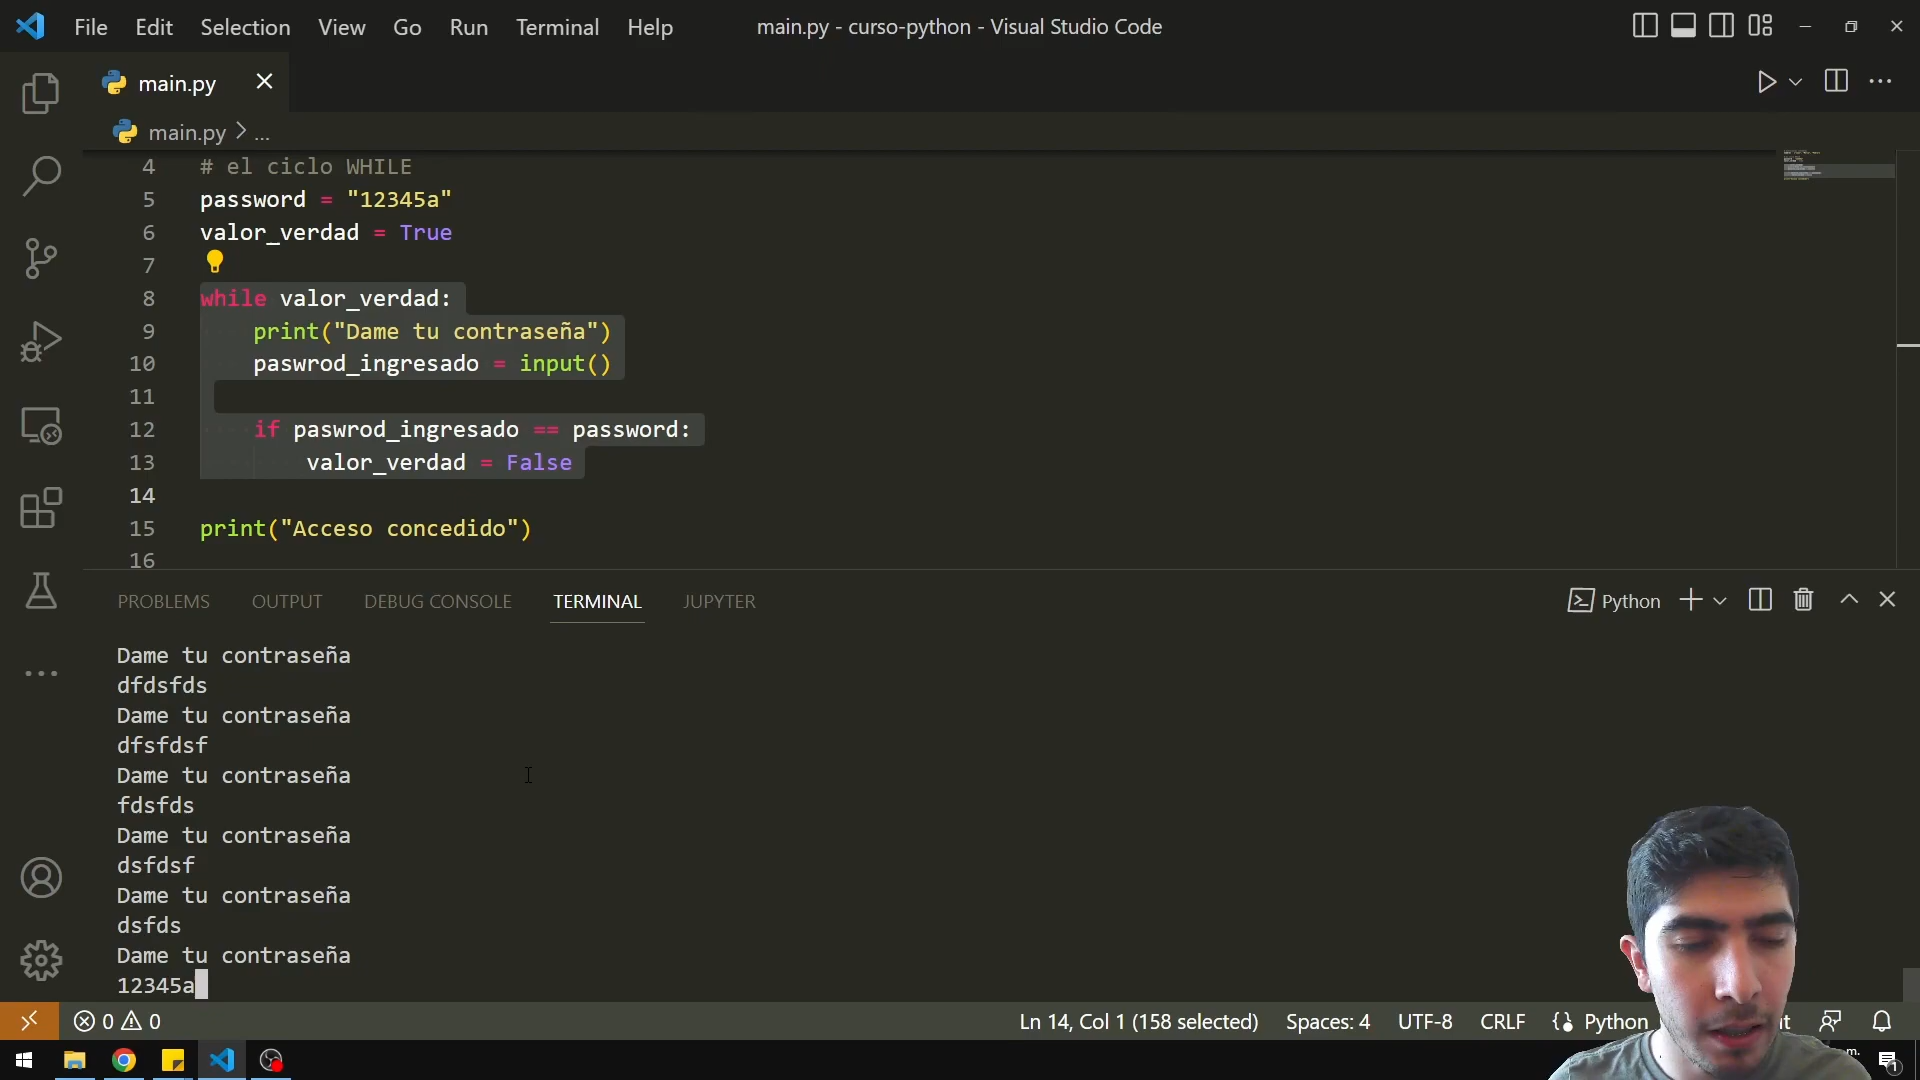 File Edit Selection View Go Run Terminal Help main.py - curso-python - Visual Studio Code
main.py
main.py > ...
4 # el ciclo WHILE
5 password = "12345a"
6 valor_verdad = True
7
8 while valor_verdad:
9 print("Dame tu contraseña")
10 paswrod_ingresado = input()
11
12 if paswrod_ingresado == password:
13 valor_verdad = False
14
15 print("Acceso concedido")
16
PROBLEMS OUTPUT DEBUG CONSOLE TERMINAL JUPYTER Python
Dame tu contraseña
dfdsfds
Dame tu contraseña
dfsfdsf
Dame tu contraseña
fdsfds
Dame tu contraseña
dsfdsf
Dame tu contraseña
dsfds
Dame tu contraseña
12345a
0 0 Ln 14, Col 1 (158 selected) Spaces: 4 UTF-8 CRLF Python
1